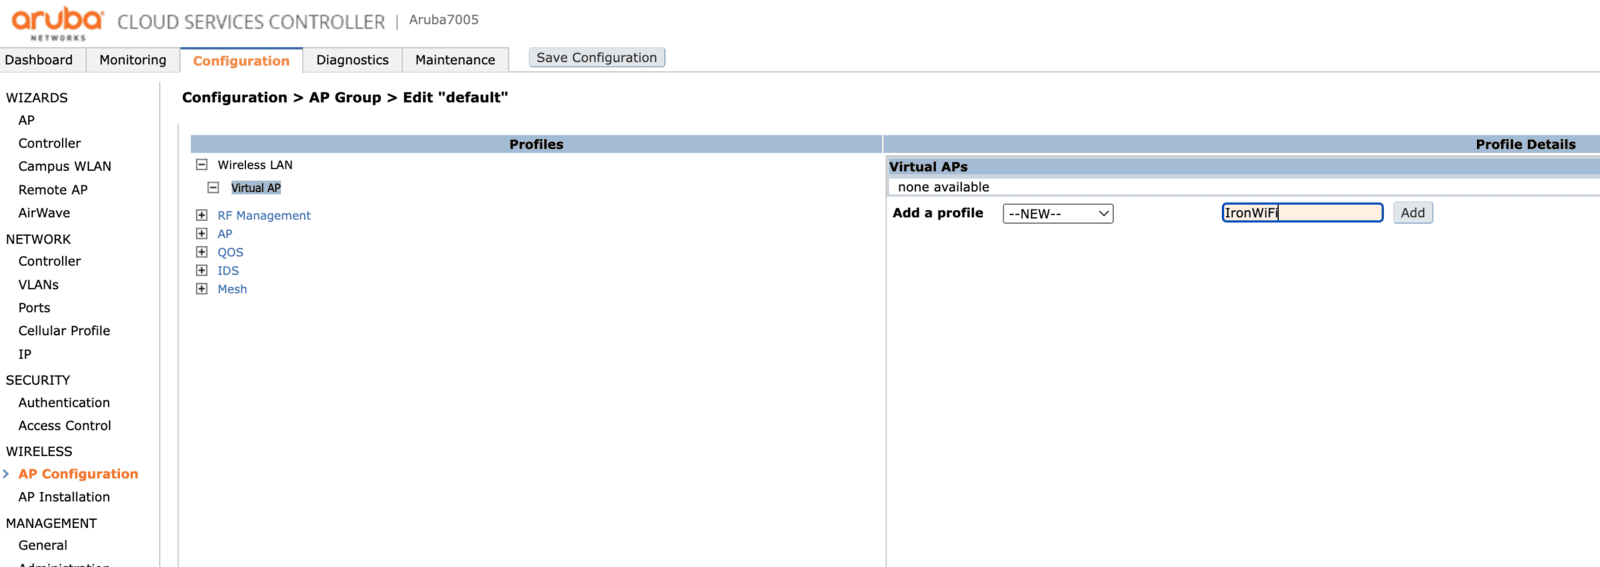 aruba NETWORKS CLOUD SERVICES CONTROLLER | Aruba7005
Dashboard Monitoring Configuration Diagnostics Maintenance Save Configuration
WIZARDS
AP
Controller
Campus WLAN
Remote AP
AirWave
NETWORK
Controller
VLANs
Ports
Cellular Profile
IP
SECURITY
Authentication
Access Control
WIRELESS
AP Configuration
AP Installation
MANAGEMENT
General
Administration
Configuration > AP Group > Edit "default"
Profiles
Wireless LAN
Virtual AP
RF Management
AP
QOS
IDS
Mesh
Profile Details
Virtual APs
none available
Add a profile --NEW-- IronWiFi Add